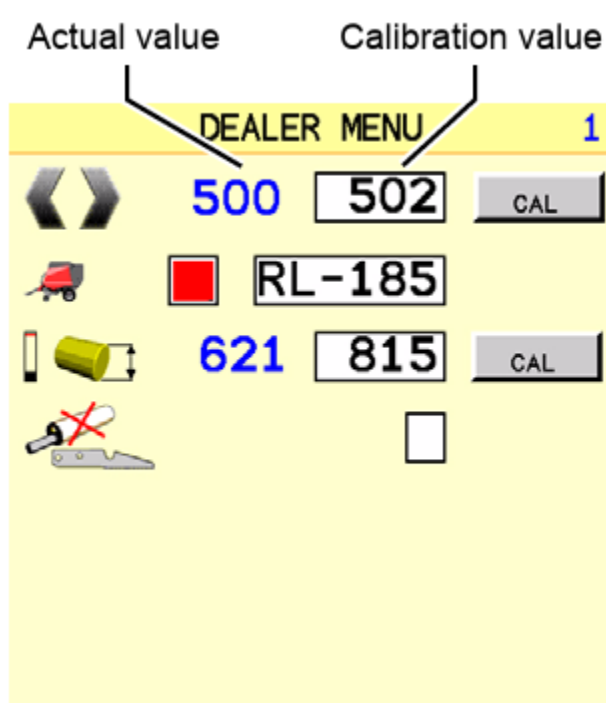 Actual value Calibration value
DEALER MENU 1
500 502 CAL
RL-185
621 815 CAL